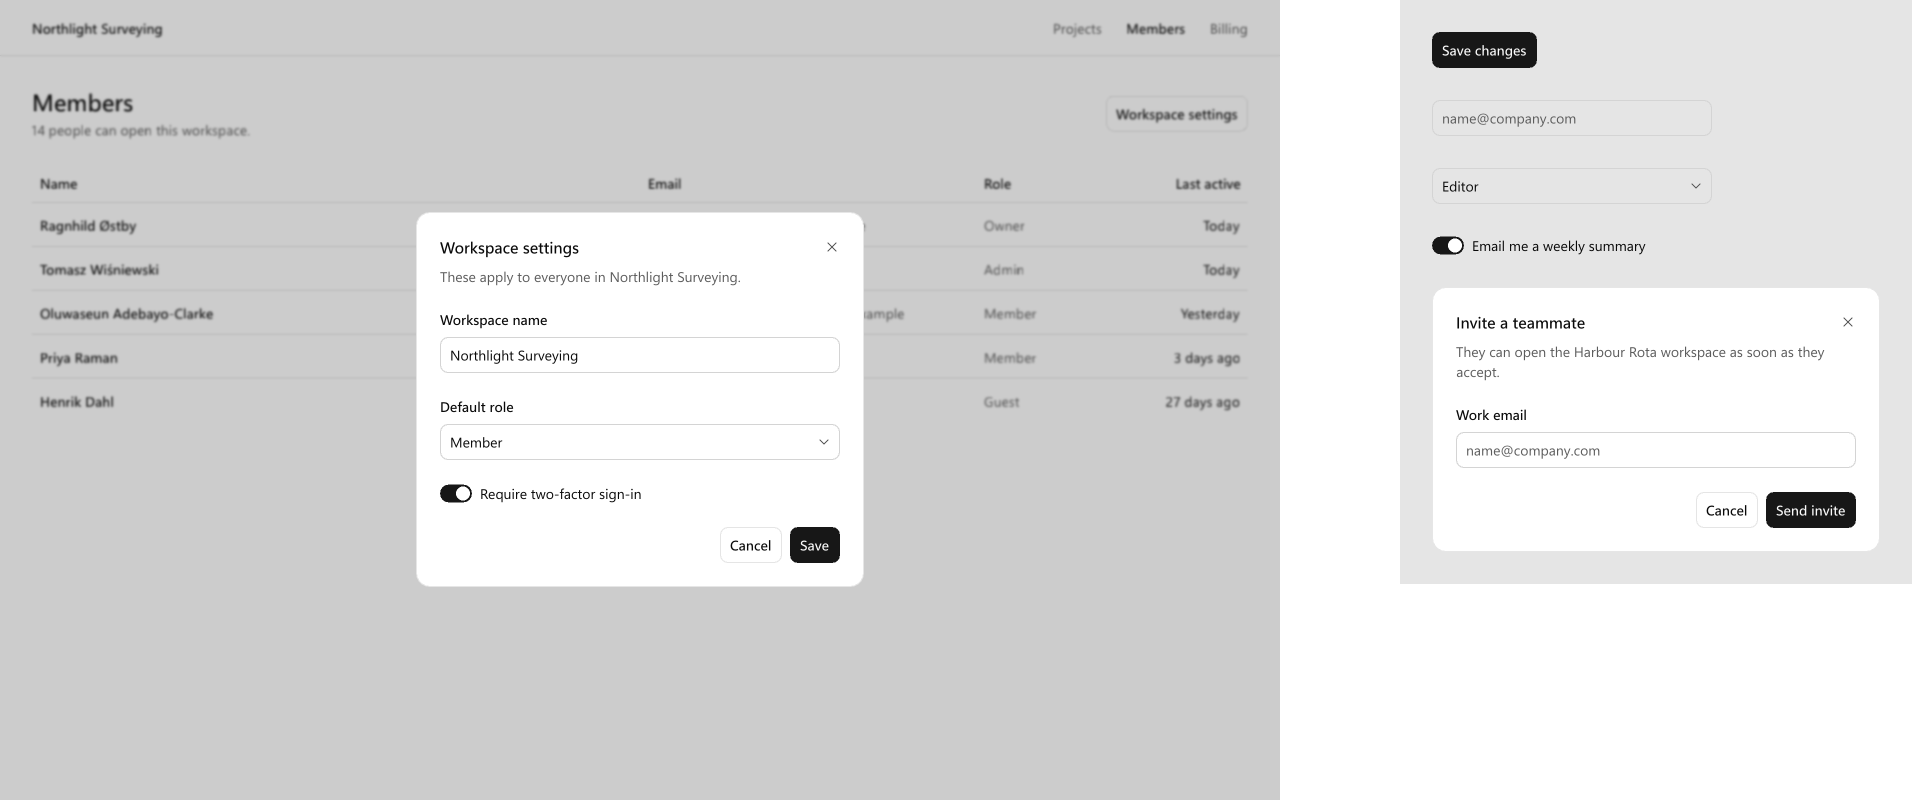 Northlight Surveying
Projects Members Billing
Members
14 people can open this workspace.
Workspace settings
Name Email Role Last active
Ragnhild Østby Owner Today
Tomasz Wiśniewski Admin Today
Oluwaseun Adebayo-Clarke Member Yesterday
Priya Raman Member 3 days ago
Henrik Dahl Guest 27 days ago
Workspace settings
These apply to everyone in Northlight Surveying.
Workspace name
Northlight Surveying
Default role
Member
Require two-factor sign-in
Cancel Save
Save changes
name@company.com
Editor
Email me a weekly summary
Invite a teammate
They can open the Harbour Rota workspace as soon as they
accept.
Work email
name@company.com
Cancel Send invite